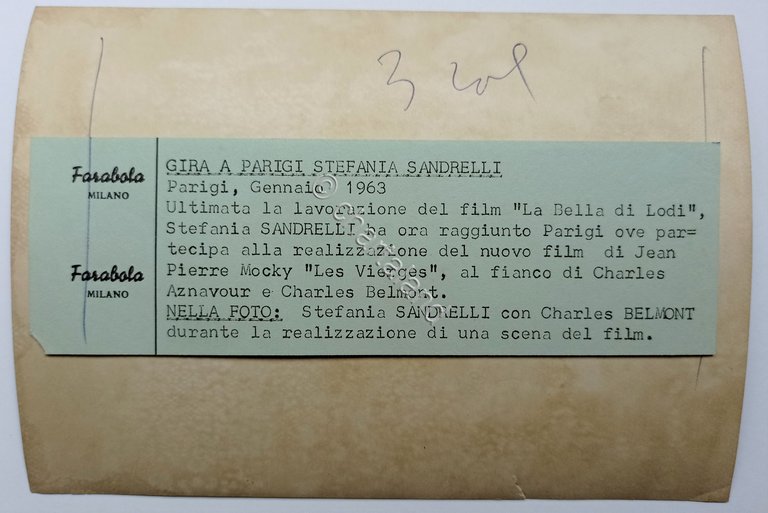 3 col
Farabola
MILANO
Farabola
MILANO
GIRA A PARIGI STEFANIA SANDRELLI
Parigi, Gennaio 1963
Ultimata la lavorazione del film "La Bella di Lodi",
Stefania SANDRELLI ha ora raggiunto Parigi ove par=
tecipa alla realizzazione del nuovo film di Jean
Pierre Mocky "Les Vierges", al fianco di Charles
Aznavour e Charles Belmont.
NELLA FOTO: Stefania SANDRELLI con Charles BELMONT
durante la realizzazione di una scena del film.